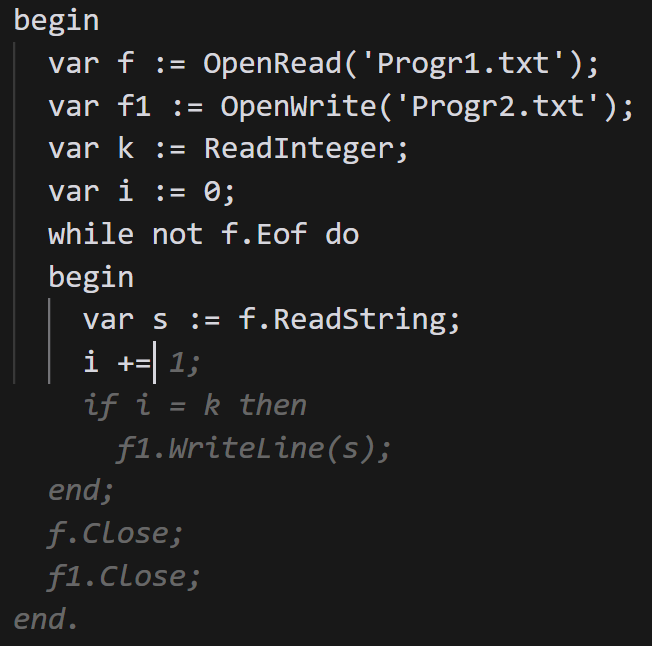 begin
  var f := OpenRead('Progr1.txt');
  var f1 := OpenWrite('Progr2.txt');
  var k := ReadInteger;
  var i := 0;
  while not f.Eof do
  begin
    var s := f.ReadString;
    i += 1;
    if i = k then
      f1.WriteLine(s);
  end;
  f.Close;
  f1.Close;
end.